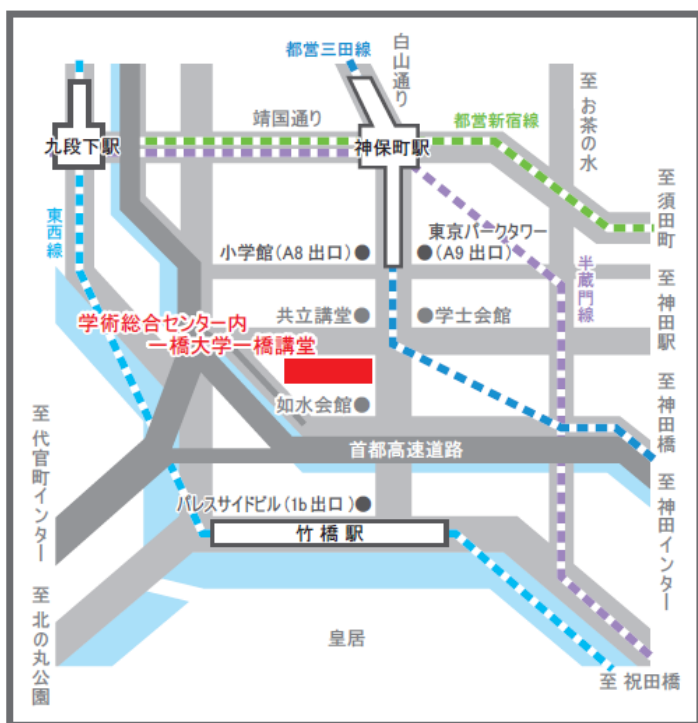 都営三田線
白山通り
至 お茶の水
靖国通り
都営新宿線
九段下駅
神保町駅
至 須田町
東西線
小学館(A8 出口)●
東京パークタワー
●(A9 出口)
半蔵門線
至 神田駅
共立講堂●
●学士会館
学術総合センター内
一橋大学一橋講堂
如水会館●
至 神田橋
至 代官町インター
首都高速道路
至 神田インター
パレスサイドビル(1b 出口)●
竹橋駅
至 北の丸公園
皇居
至 祝田橋